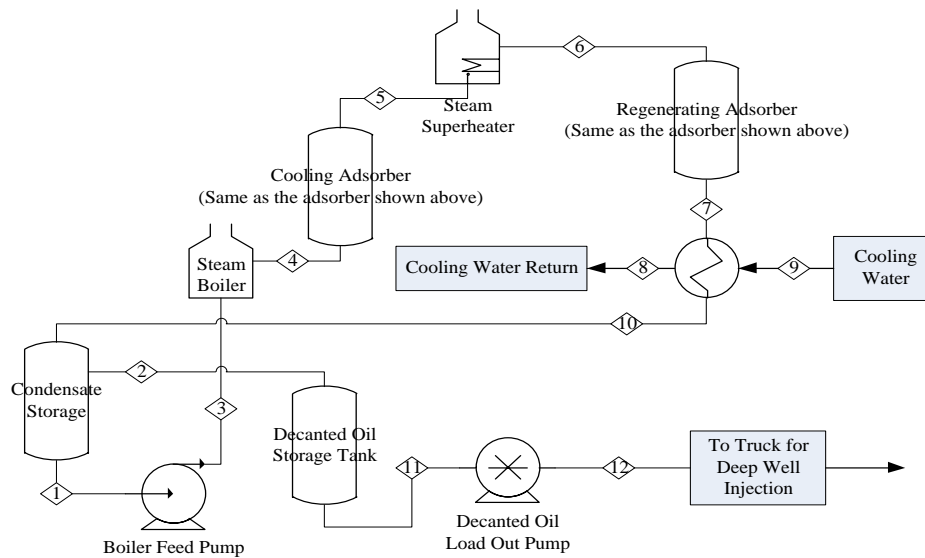 6
5
Steam
Superheater
Regenerating Adsorber
(Same as the adsorber shown above)
Cooling Adsorber
(Same as the adsorber shown above)
7
4
Steam
Boiler
Cooling Water Return
8
9
Cooling
Water
10
2
Condensate
Storage
3
Decanted Oil
Storage Tank
11
12
To Truck for
Deep Well
Injection
1
Boiler Feed Pump
Decanted Oil
Load Out Pump